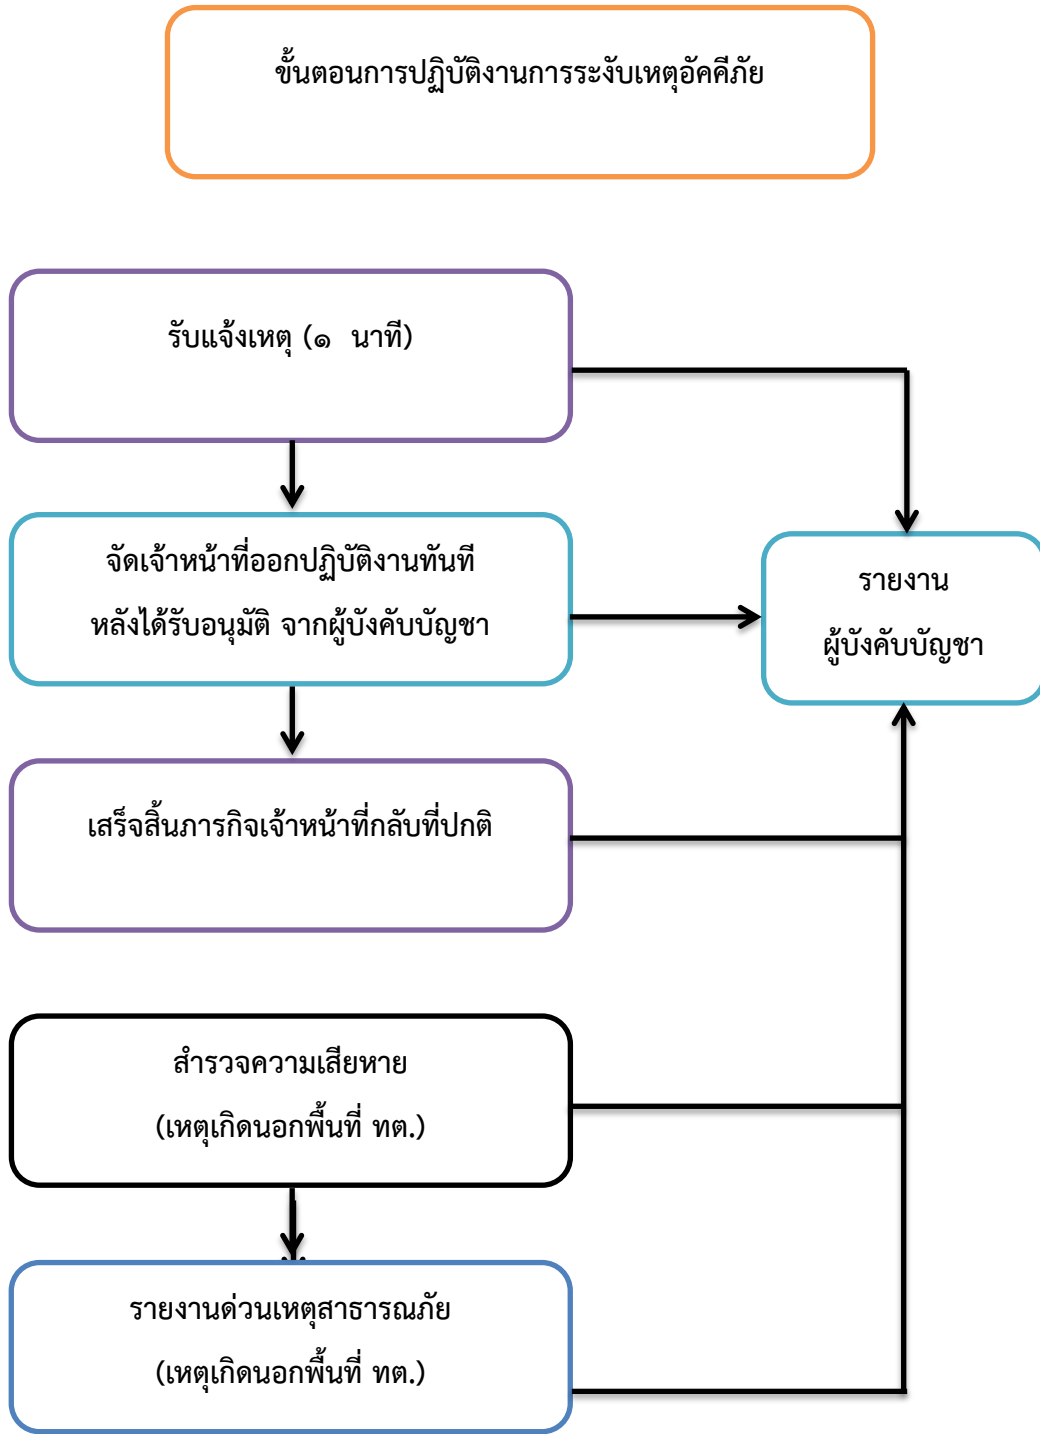 ขั้นตอนการปฏิบัติงานการระงับเหตุอัคคีภัย
รับแจ้งเหตุ (๑ นาที)
จัดเจ้าหน้าที่ออกปฏิบัติงานทันที
หลังได้รับอนุมัติ จากผู้บังคับบัญชา
รายงาน
ผู้บังคับบัญชา
เสร็จสิ้นภารกิจเจ้าหน้าที่กลับที่ปกติ
สำรวจความเสียหาย
(เหตุเกิดนอกพื้นที่ ทต.)
รายงานด่วนเหตุสาธารณภัย
(เหตุเกิดนอกพื้นที่ ทต.)